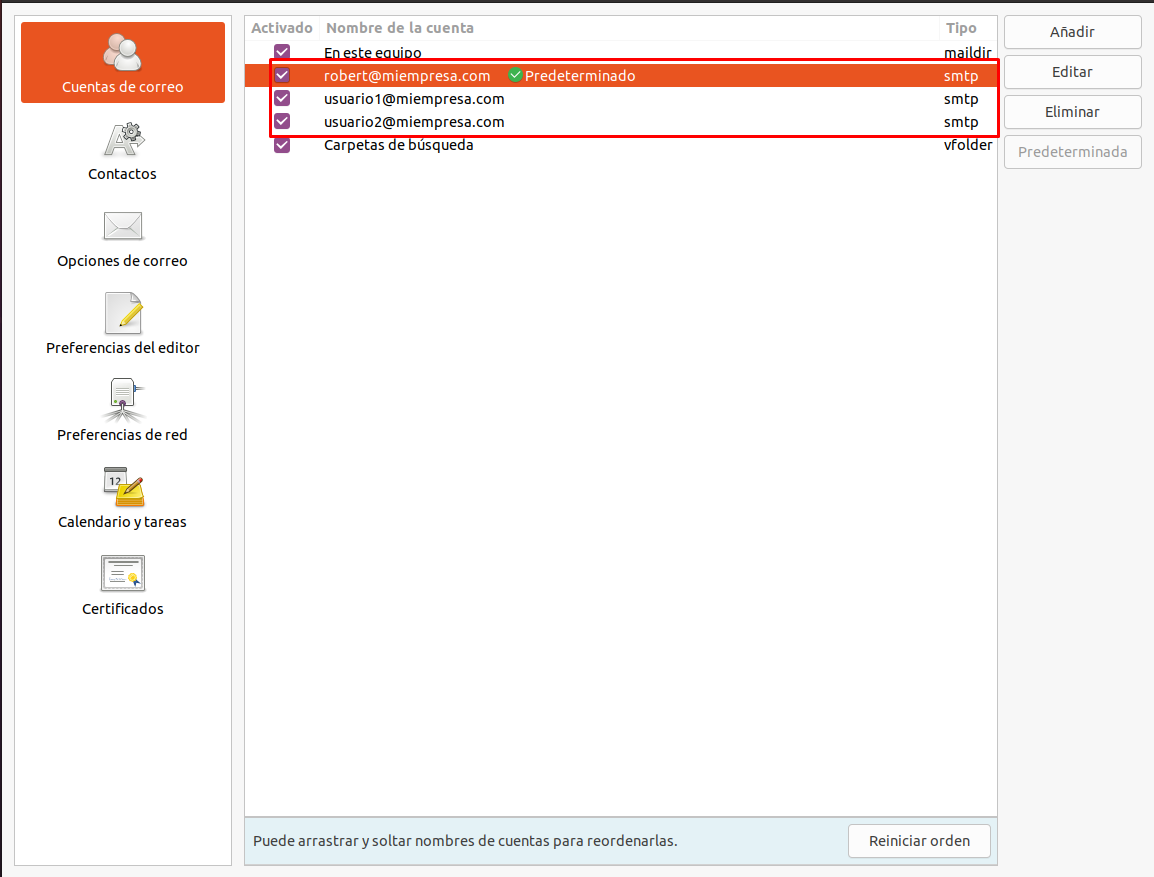 Cuentas de correo
Contactos
Opciones de correo
Preferencias del editor
Preferencias de red
12
Calendario y tareas
Certificados
Activado Nombre de la cuenta Tipo
En este equipo maildir
robert@miempresa.com Predeterminado smtp
usuario1@miempresa.com smtp
usuario2@miempresa.com smtp
Carpetas de búsqueda vfolder
Puede arrastrar y soltar nombres de cuentas para reordenarlas. Reiniciar orden
Añadir
Editar
Eliminar
Predeterminada